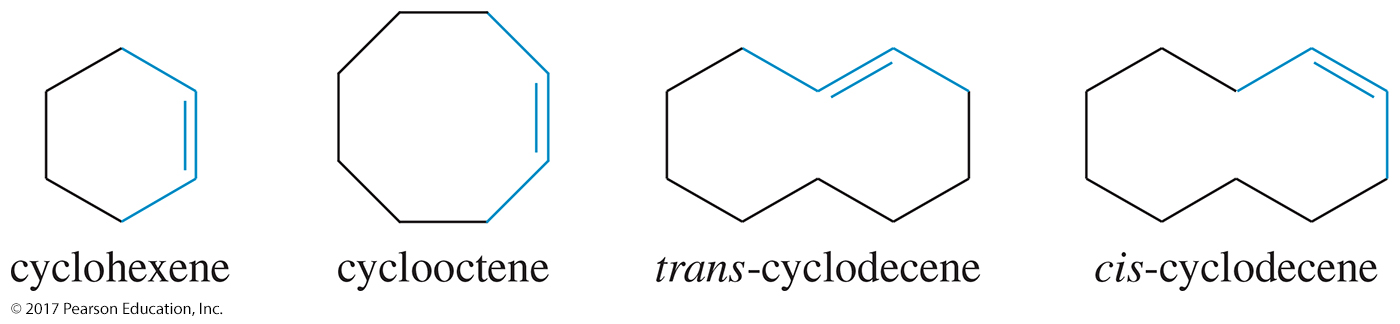 cyclohexene cyclooctene trans-cyclodecene cis-cyclodecene
© 2017 Pearson Education, Inc.